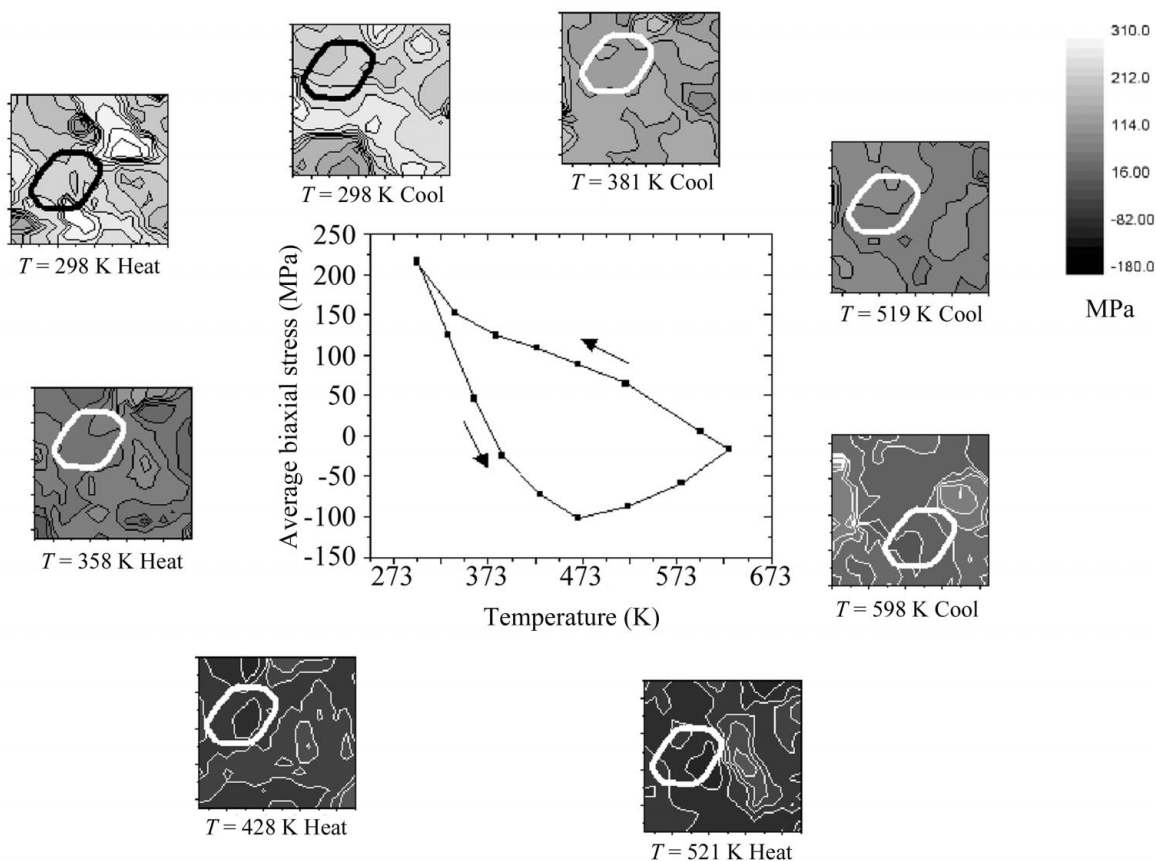 310.0
212.0
114.0
16.00
-82.00
-180.0
MPa
T = 298 K Cool
T = 381 K Cool
T = 298 K Heat
T = 519 K Cool
T = 358 K Heat
T = 598 K Cool
T = 428 K Heat
T = 521 K Heat
Average biaxial stress (MPa)
250
200
150
100
50
0
-50
-100
-150
273 373 473 573 673
Temperature (K)